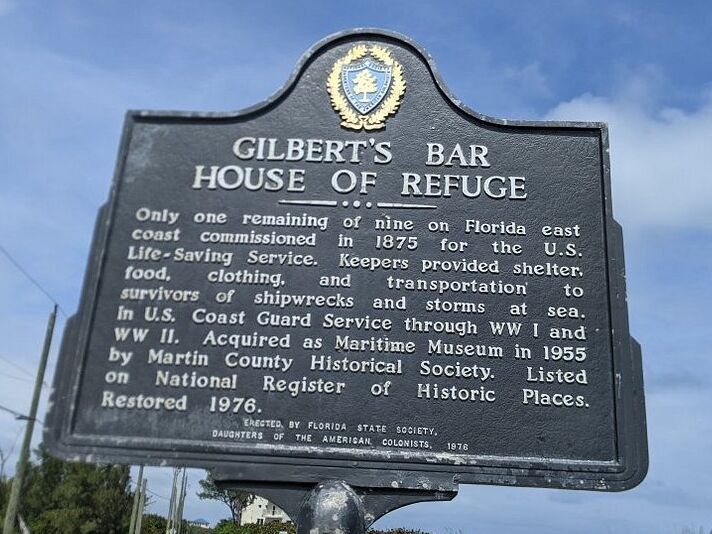 GILBERT'S BAR
HOUSE OF REFUGE
Only one remaining of nine on Florida east
coast commissioned in 1875 for the U.S.
Life-Saving Service. Keepers provided shelter,
food, clothing, and transportation to
survivors of shipwrecks and storms at sea.
In U.S. Coast Guard Service through WW I and
WW II. Acquired as Maritime Museum in 1955
by Martin County Historical Society. Listed
on National Register of Historic Places.
Restored 1976.
ERECTED BY FLORIDA STATE SOCIETY,
DAUGHTERS OF THE AMERICAN COLONISTS, 1976